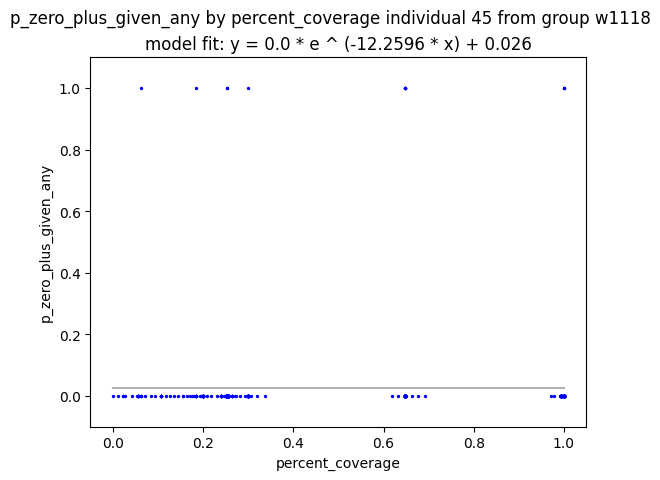 p_zero_plus_given_any by percent_coverage individual 45 from group w1118
model fit: y = 0.0 * e ^ (-12.2596 * x) + 0.026
1.0
0.8
0.6
0.4
0.2
0.0
p_zero_plus_given_any
0.0 0.2 0.4 0.6 0.8 1.0
percent_coverage